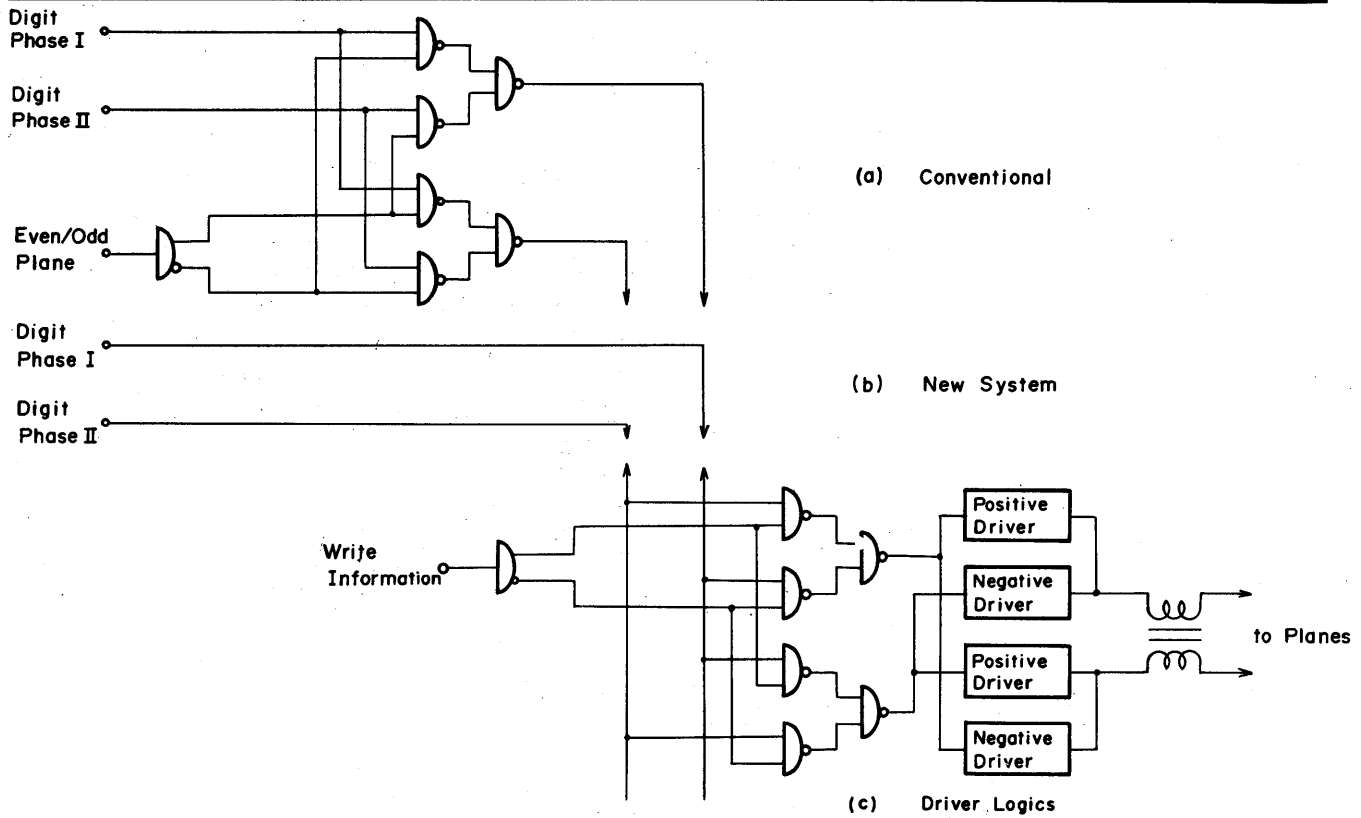 Digit
Phase I
Digit
Phase II
(a) Conventional
Even/Odd
Plane
Digit
Phase I
(b) New System
Digit
Phase II
Positive
Driver
Write
Information
Negative
Driver
to Planes
Positive
Driver
Negative
Driver
(c) Driver Logics